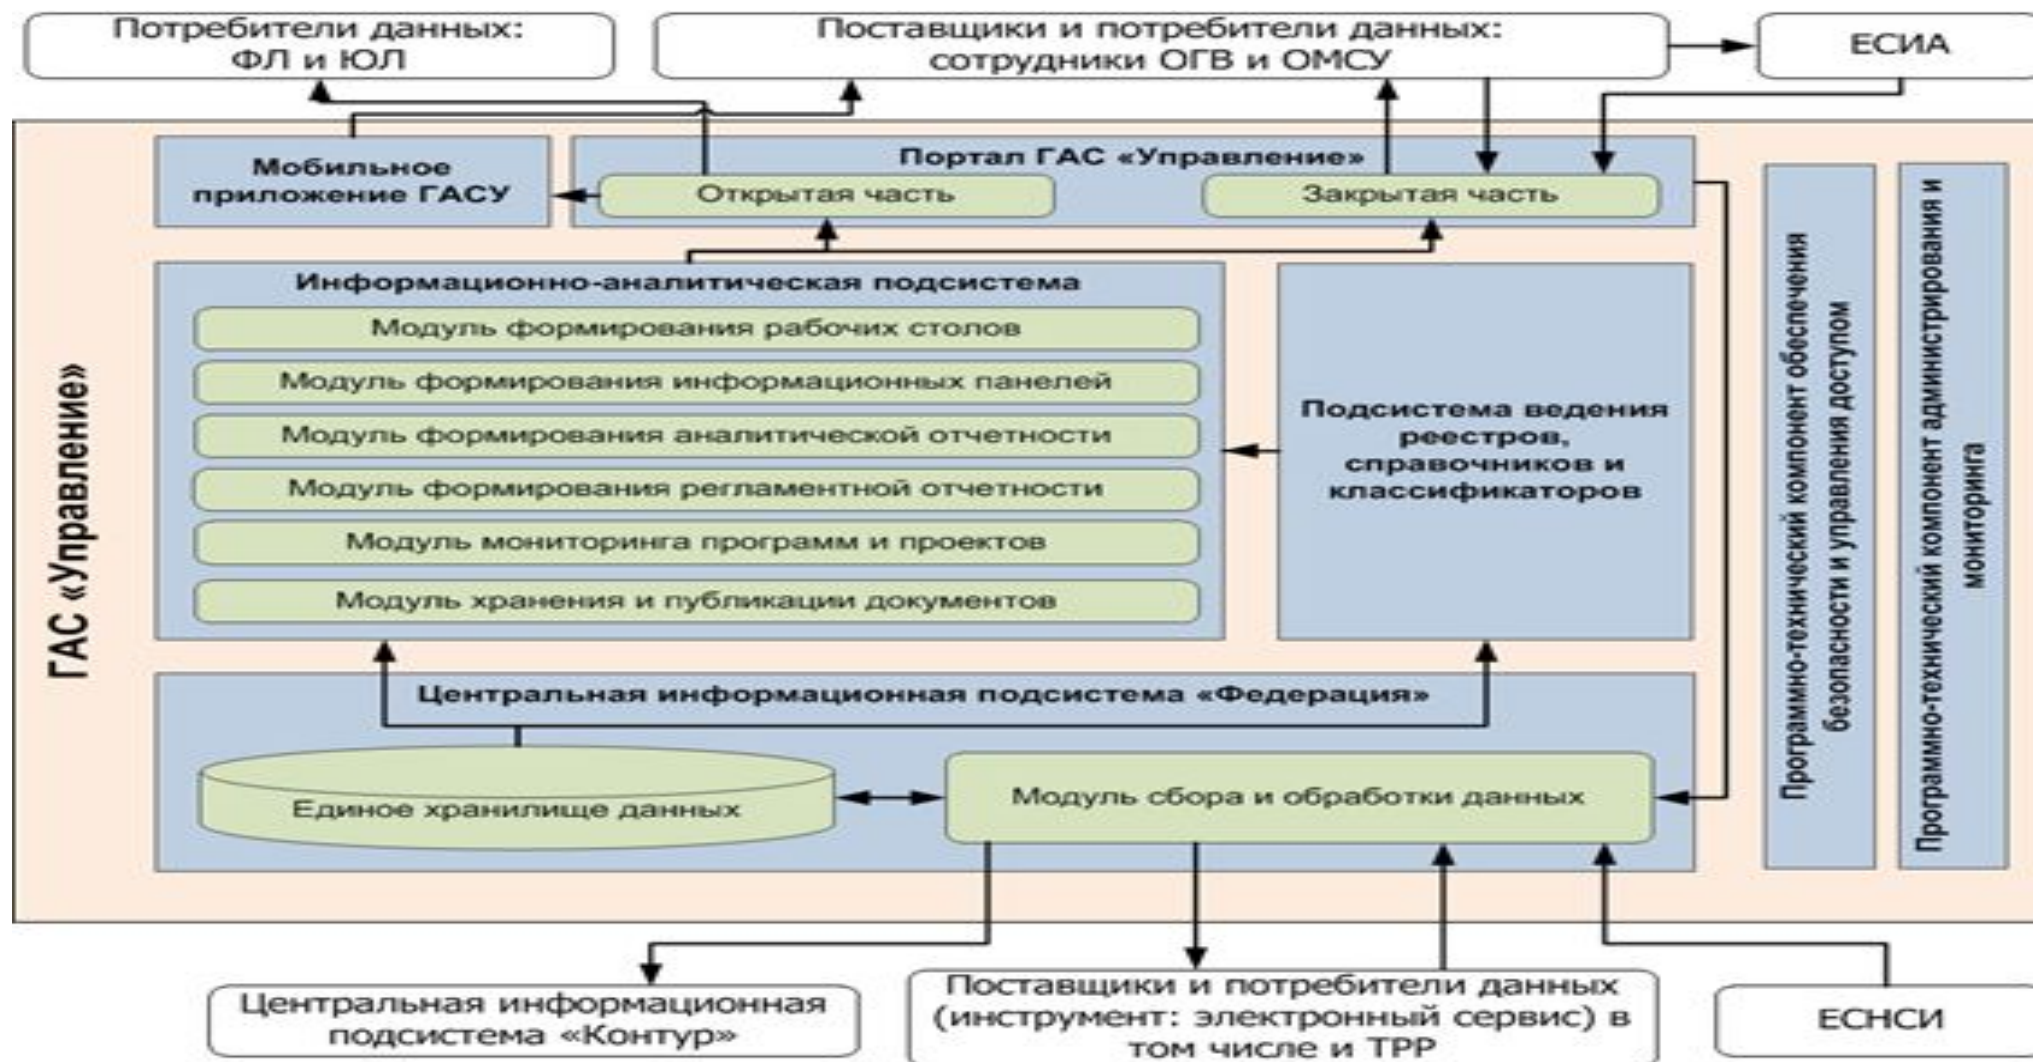 Потребители данных:
ФЛ и ЮЛ
Поставщики и потребители данных:
сотрудники ОГВ и ОМСУ
ЕСИА
Мобильное
приложение ГАСУ
Портал ГАС «Управление»
Открытая часть
Закрытая часть
ГАС «Управление»
Информационно-аналитическая подсистема
Модуль формирования рабочих столов
Модуль формирования информационных панелей
Модуль формирования аналитической отчетности
Модуль формирования регламентной отчетности
Модуль мониторинга программ и проектов
Модуль хранения и публикации документов
Подсистема ведения
реестров,
справочников и
классификаторов
Программно-технический компонент обеспечения
безопасности и управления доступом
Программно-технический компонент администрирования и
мониторинга
Центральная информационная подсистема «Федерация»
Единое хранилище данных
Модуль сбора и обработки данных
Центральная информационная
подсистема «Контур»
Поставщики и потребители данных
(инструмент: электронный сервис) в
том числе и ТРР
ЕСНСИ